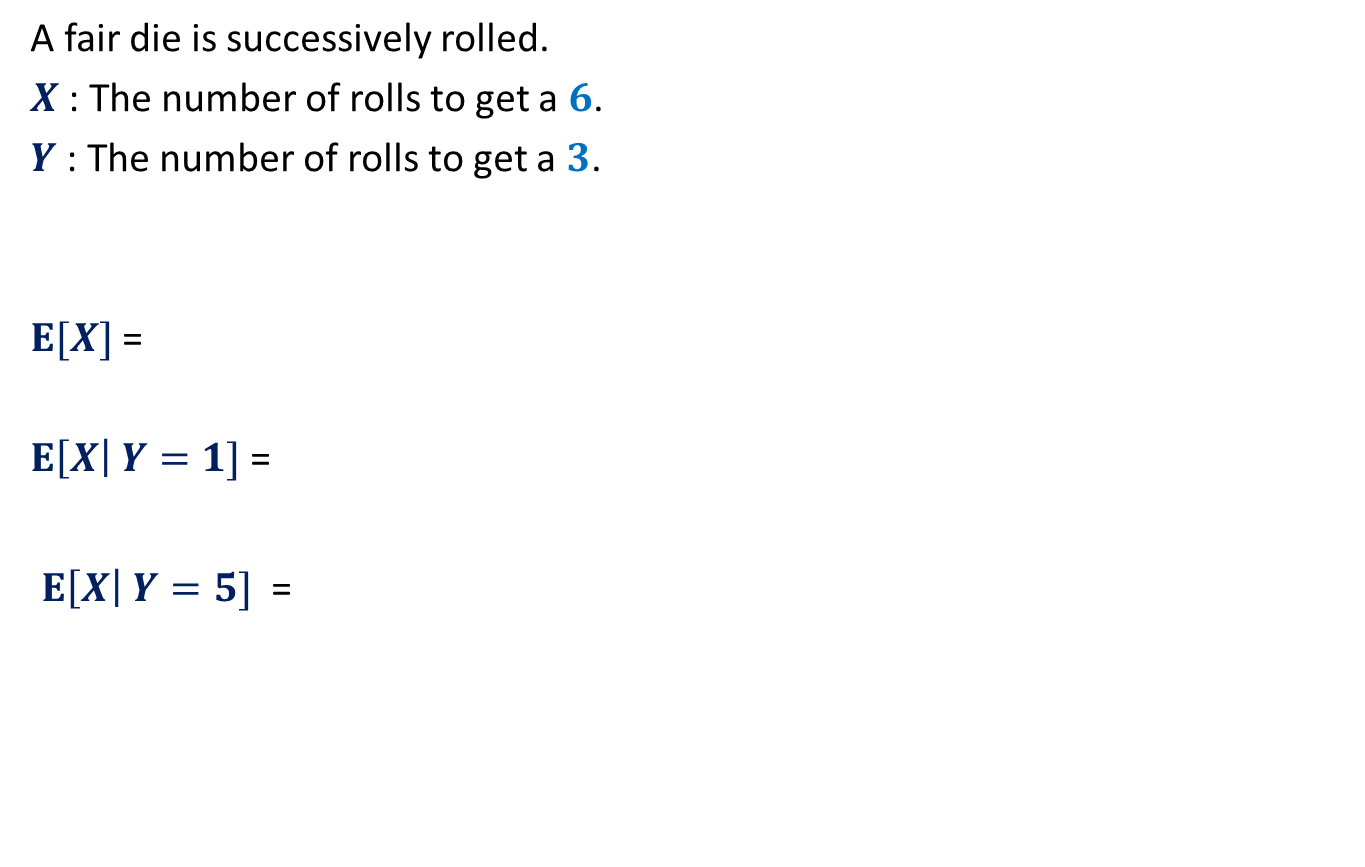 A fair die is successively rolled.
X : The number of rolls to get a 6.
Y : The number of rolls to get a 3.
E[X] =
E[X| Y = 1] =
E[X| Y = 5] =